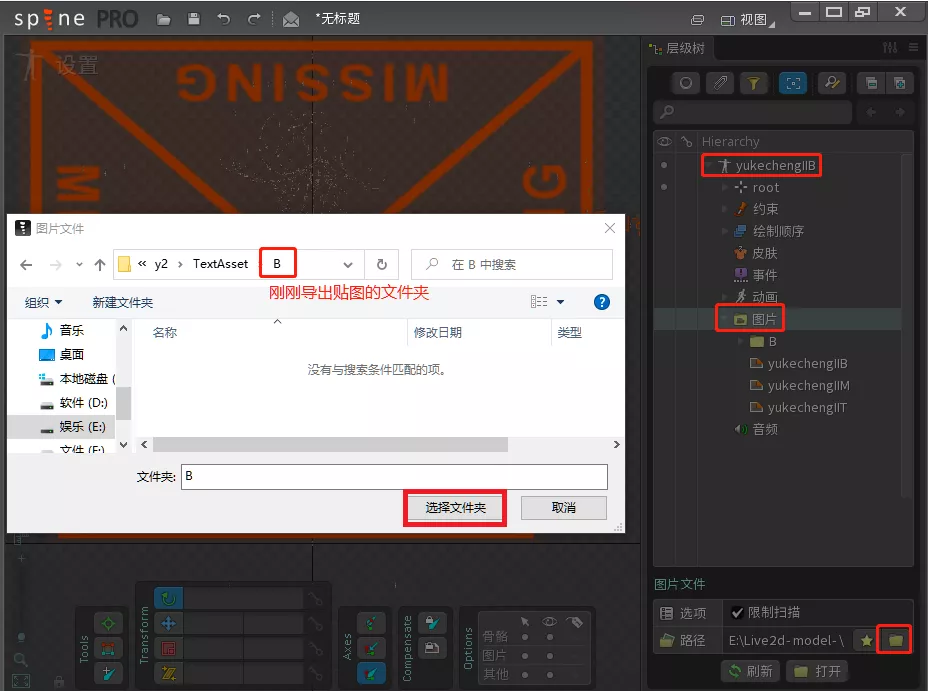 spine PRO
*无标题
视图
设置
MISSING
层级树
Hierarchy
yukechengIIB
root
约束
绘制顺序
皮肤
事件
动画
图片
B
yukechengIIB
yukechengIIM
yukechengIIT
音频
图片文件
« y2 › TextAsset B
在 B 中搜索
刚刚导出贴图的文件夹
组织
新建文件夹
音乐
桌面
本地磁盘 (
软件 (D:)
娱乐 (E:)
文件 (F:)
名称
修改日期
类型
没有与搜索条件匹配的项。
文件夹: B
选择文件夹
取消
图片文件
选项
限制扫描
路径
E:\Live2d-model-\
刷新
打开
Tools
Transform
Axes
Compensate
Options
骨骼
图片
其他